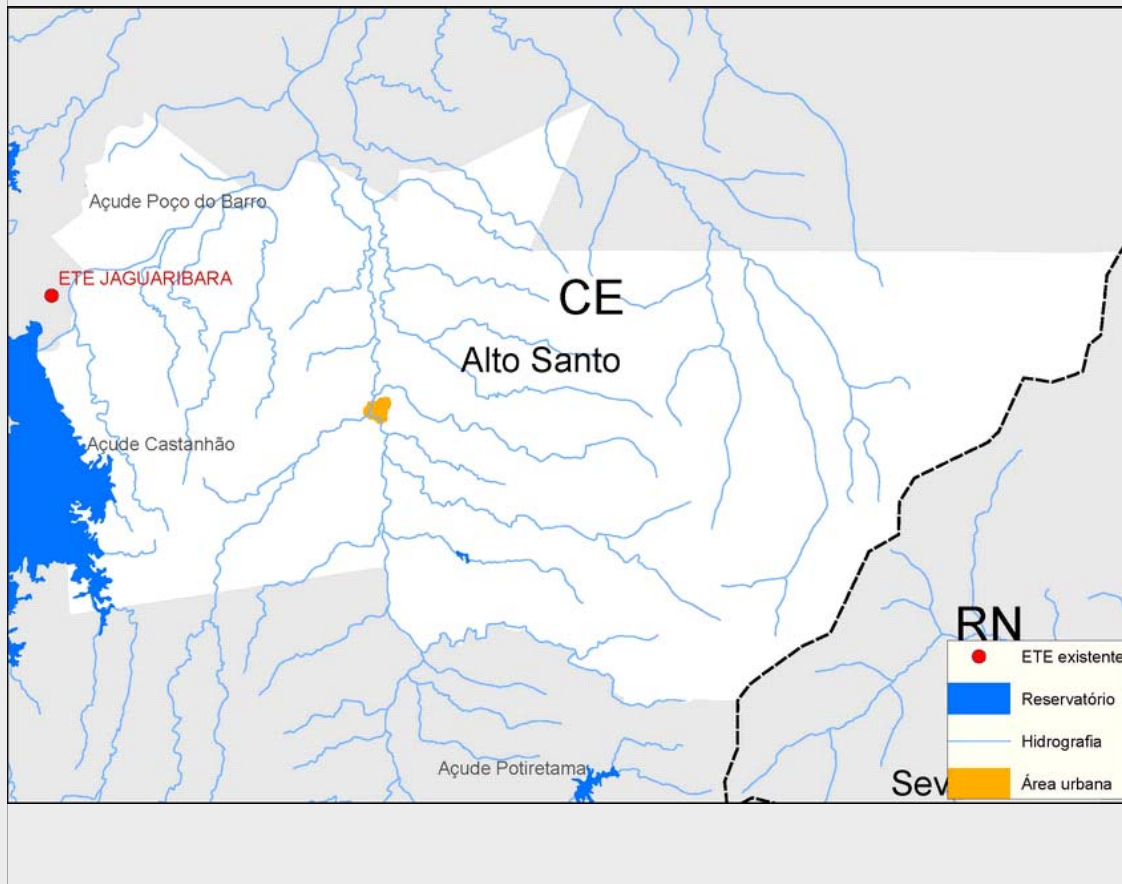 Açude Poço do Barro
ETE JAGUARIBARA
CE
Alto Santo
Açude Castanhão
RN
ETE existente
Reservatório
Hidrografia
Área urbana
Açude Potiretama
Sev